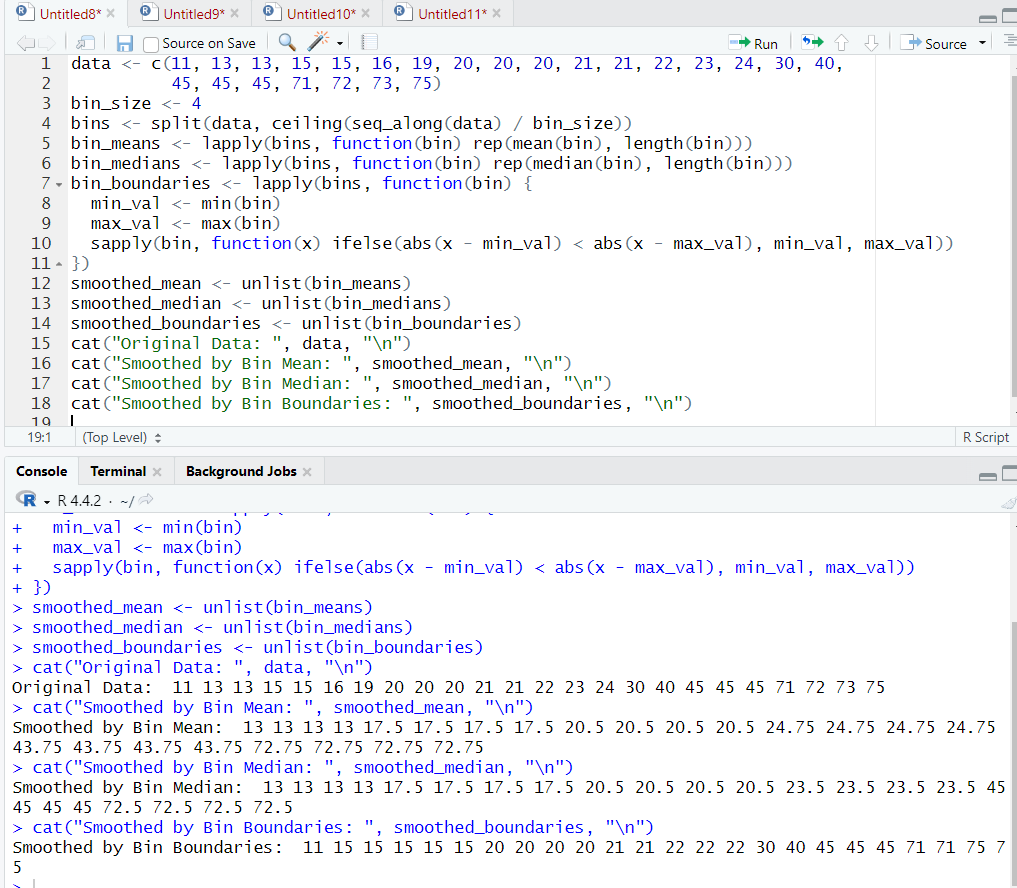 Untitled8* Untitled9* Untitled10* Untitled11*
Source on Save Run Source
1 data <- c(11, 13, 13, 15, 15, 16, 19, 20, 20, 20, 21, 21, 22, 23, 24, 30, 40,
2 45, 45, 45, 71, 72, 73, 75)
3 bin_size <- 4
4 bins <- split(data, ceiling(seq_along(data) / bin_size))
5 bin_means <- lapply(bins, function(bin) rep(mean(bin), length(bin)))
6 bin_medians <- lapply(bins, function(bin) rep(median(bin), length(bin)))
7 bin_boundaries <- lapply(bins, function(bin) {
8 min_val <- min(bin)
9 max_val <- max(bin)
10 sapply(bin, function(x) ifelse(abs(x - min_val) < abs(x - max_val), min_val, max_val))
11 })
12 smoothed_mean <- unlist(bin_means)
13 smoothed_median <- unlist(bin_medians)
14 smoothed_boundaries <- unlist(bin_boundaries)
15 cat("Original Data: ", data, "\n")
16 cat("Smoothed by Bin Mean: ", smoothed_mean, "\n")
17 cat("Smoothed by Bin Median: ", smoothed_median, "\n")
18 cat("Smoothed by Bin Boundaries: ", smoothed_boundaries, "\n")
19
19:1 (Top Level) R Script
Console Terminal Background Jobs
R 4.4.2 · ~/
+ min_val <- min(bin)
+ max_val <- max(bin)
+ sapply(bin, function(x) ifelse(abs(x - min_val) < abs(x - max_val), min_val, max_val))
+ })
> smoothed_mean <- unlist(bin_means)
> smoothed_median <- unlist(bin_medians)
> smoothed_boundaries <- unlist(bin_boundaries)
> cat("Original Data: ", data, "\n")
Original Data:  11 13 13 15 15 16 19 20 20 20 21 21 22 23 24 30 40 45 45 45 71 72 73 75
> cat("Smoothed by Bin Mean: ", smoothed_mean, "\n")
Smoothed by Bin Mean:  13 13 13 13 17.5 17.5 17.5 17.5 20.5 20.5 20.5 20.5 24.75 24.75 24.75 24.75
43.75 43.75 43.75 43.75 72.75 72.75 72.75 72.75
> cat("Smoothed by Bin Median: ", smoothed_median, "\n")
Smoothed by Bin Median:  13 13 13 13 17.5 17.5 17.5 17.5 20.5 20.5 20.5 20.5 23.5 23.5 23.5 23.5 45
45 45 45 72.5 72.5 72.5 72.5
> cat("Smoothed by Bin Boundaries: ", smoothed_boundaries, "\n")
Smoothed by Bin Boundaries:  11 15 15 15 15 15 20 20 20 20 21 21 22 22 22 30 40 45 45 45 71 71 75 7
5
>